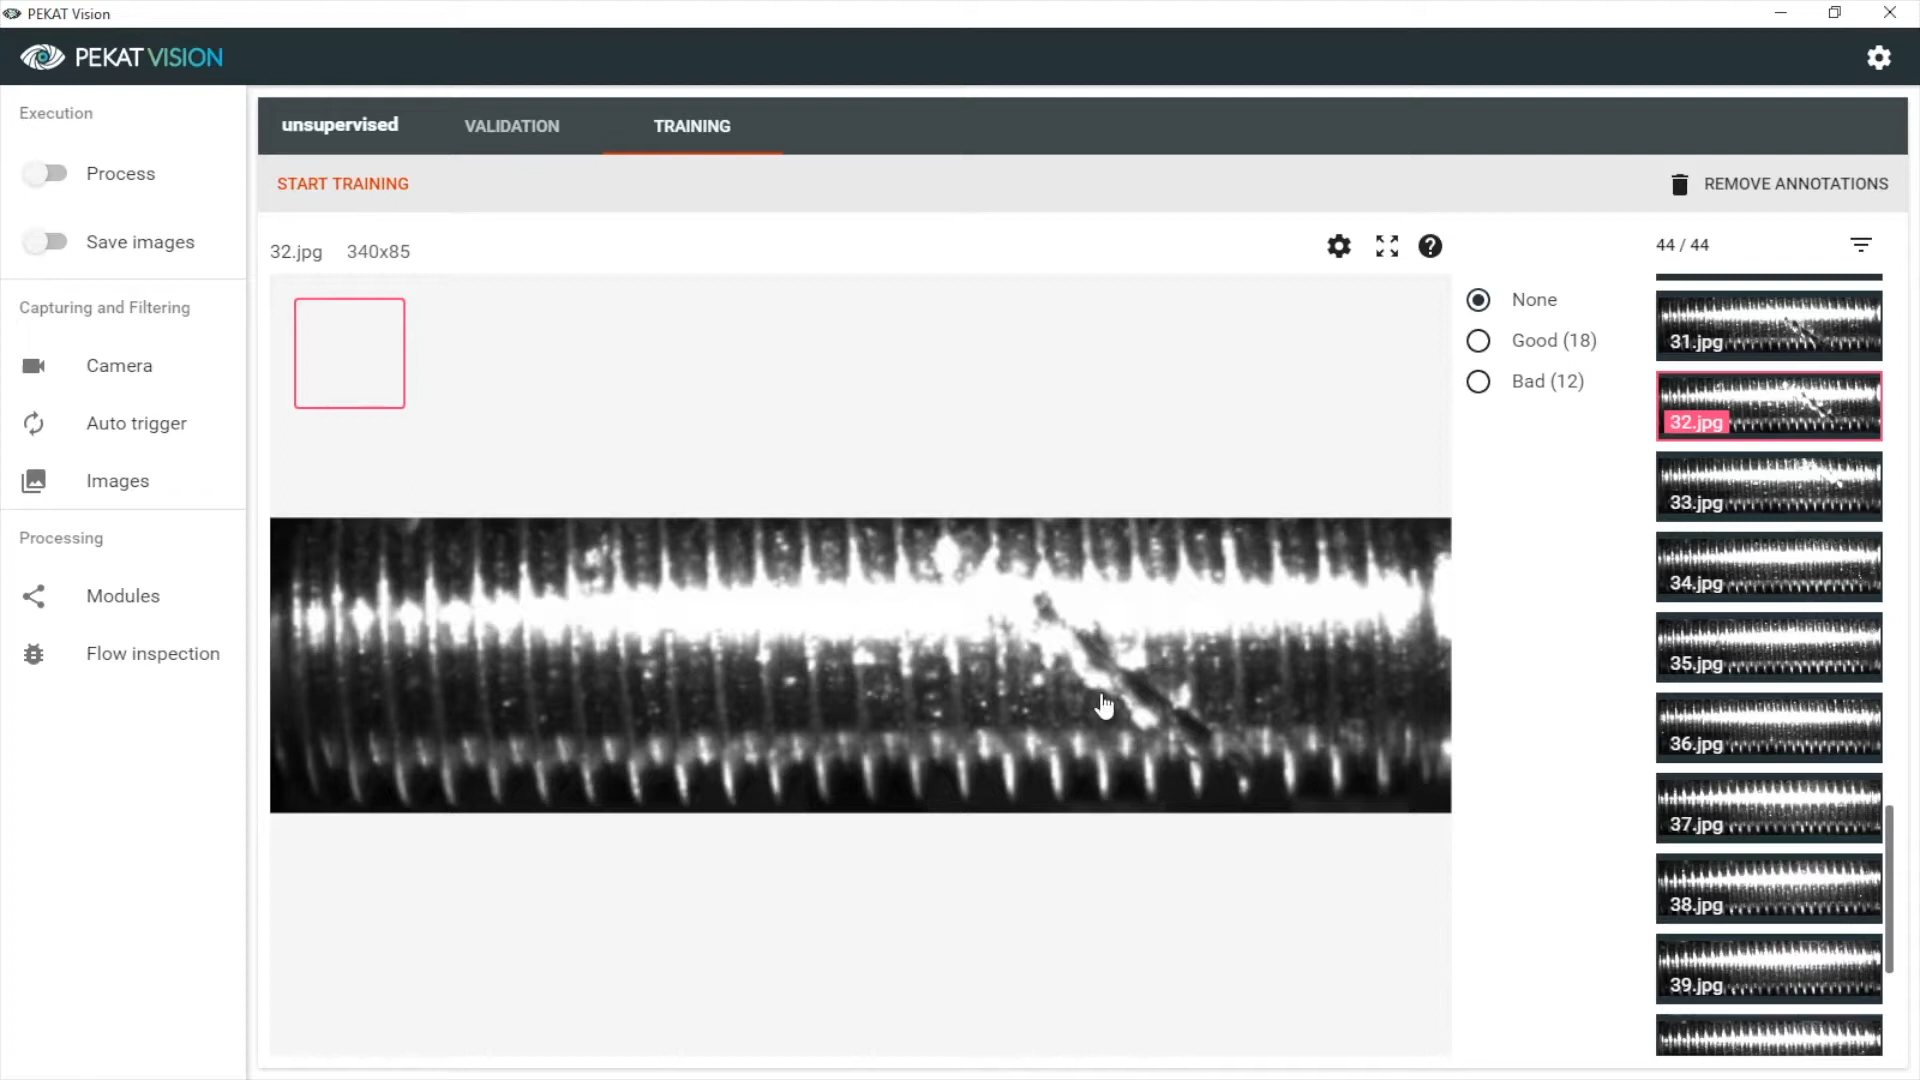 PEKAT Vision
PEKAT VISION
Execution
Process
Save images
Capturing and Filtering
Camera
Auto trigger
Images
Processing
Modules
Flow inspection
unsupervised
VALIDATION
TRAINING
START TRAINING
REMOVE ANNOTATIONS
32.jpg 340x85
None
Good (18)
Bad (12)
44 / 44
31.jpg
32.jpg
33.jpg
34.jpg
35.jpg
36.jpg
37.jpg
38.jpg
39.jpg